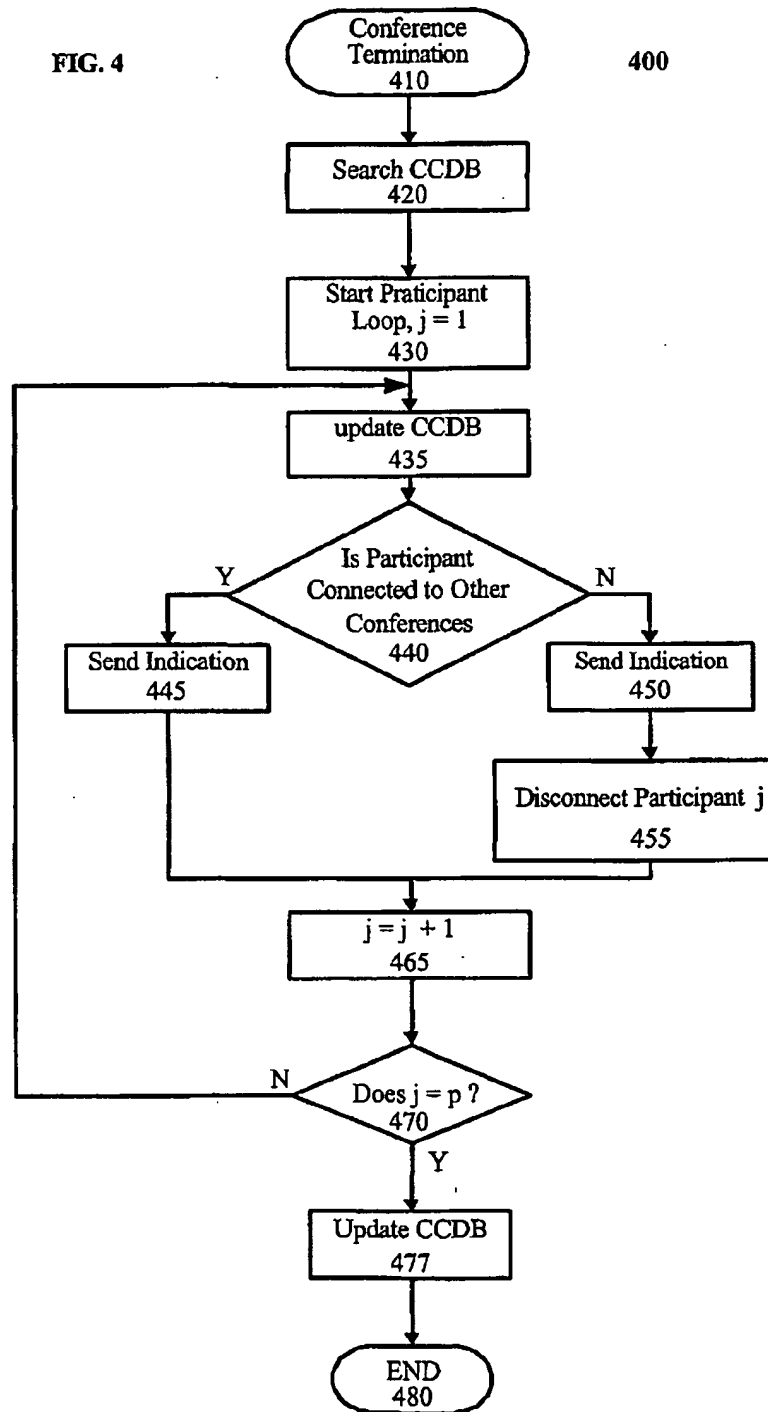 FIG. 4
400
Conference
Termination
410
Search CCDB
420
Start Praticipant
Loop, j = 1
430
update CCDB
435
Is Participant
Connected to Other
Conferences
440
Y
N
Send Indication
445
Send Indication
450
Disconnect Participant j
455
j = j + 1
465
Does j = p ?
470
N
Y
Update CCDB
477
END
480